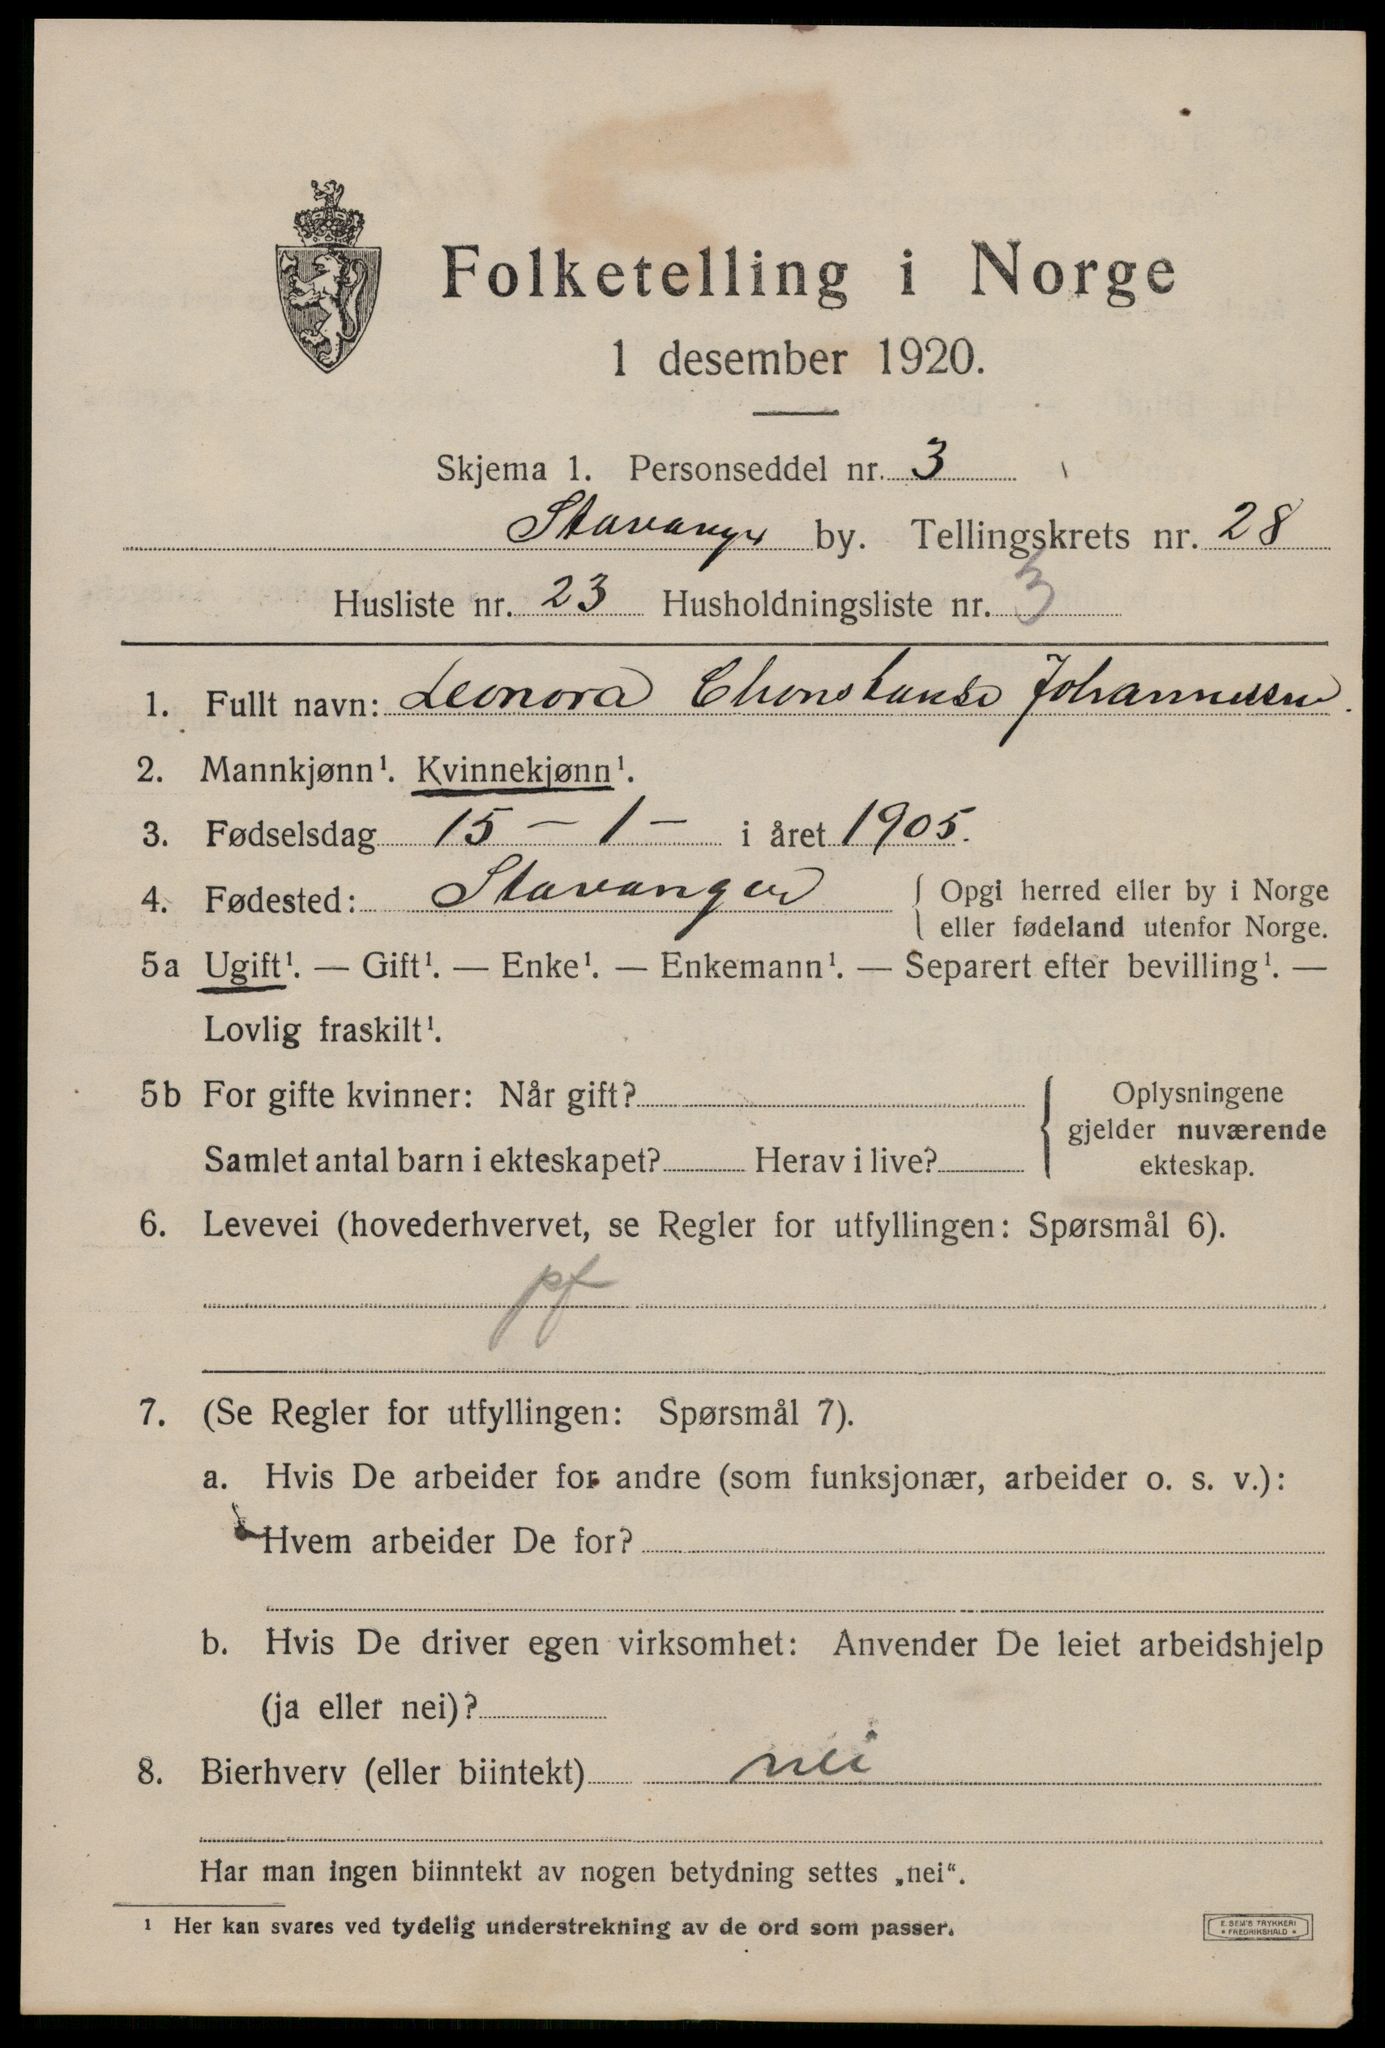 Folketelling i Norge
1 desember 1920.
Skjema 1. Personseddel nr. 3
Stavanger by. Tellingskrets nr. 28
Husliste nr. 23 Husholdningsliste nr. 3
1. Fullt navn: Leonora Chonstanse Johannessen.
2. Mannkjønn¹. Kvinnekjønn¹.
3. Fødselsdag 15 - 1 - i året 1905.
4. Fødested: Stavanger { Opgi herred eller by i Norge
eller fødeland utenfor Norge.
5a Ugift¹. — Gift¹. — Enke¹. — Enkemann¹. — Separert efter bevilling¹. —
Lovlig fraskilt¹.
5b For gifte kvinner: Når gift?
Samlet antal barn i ekteskapet? Herav i live?
{ Oplysningene
gjelder nuværende
ekteskap.
6. Levevei (hovederhvervet, se Regler for utfyllingen: Spørsmål 6).
pf
7. (Se Regler for utfyllingen: Spørsmål 7).
a. Hvis De arbeider for andre (som funksjonær, arbeider o. s. v.):
Hvem arbeider De for?
b. Hvis De driver egen virksomhet: Anvender De leiet arbeidshjelp
(ja eller nei)?
8. Bierhverv (eller biintekt) nei
Har man ingen biinntekt av nogen betydning settes „nei“.
¹ Her kan svares ved tydelig understrekning av de ord som passer.
E. SEM'S TRYKKERI
* FREDRIKSHALD *